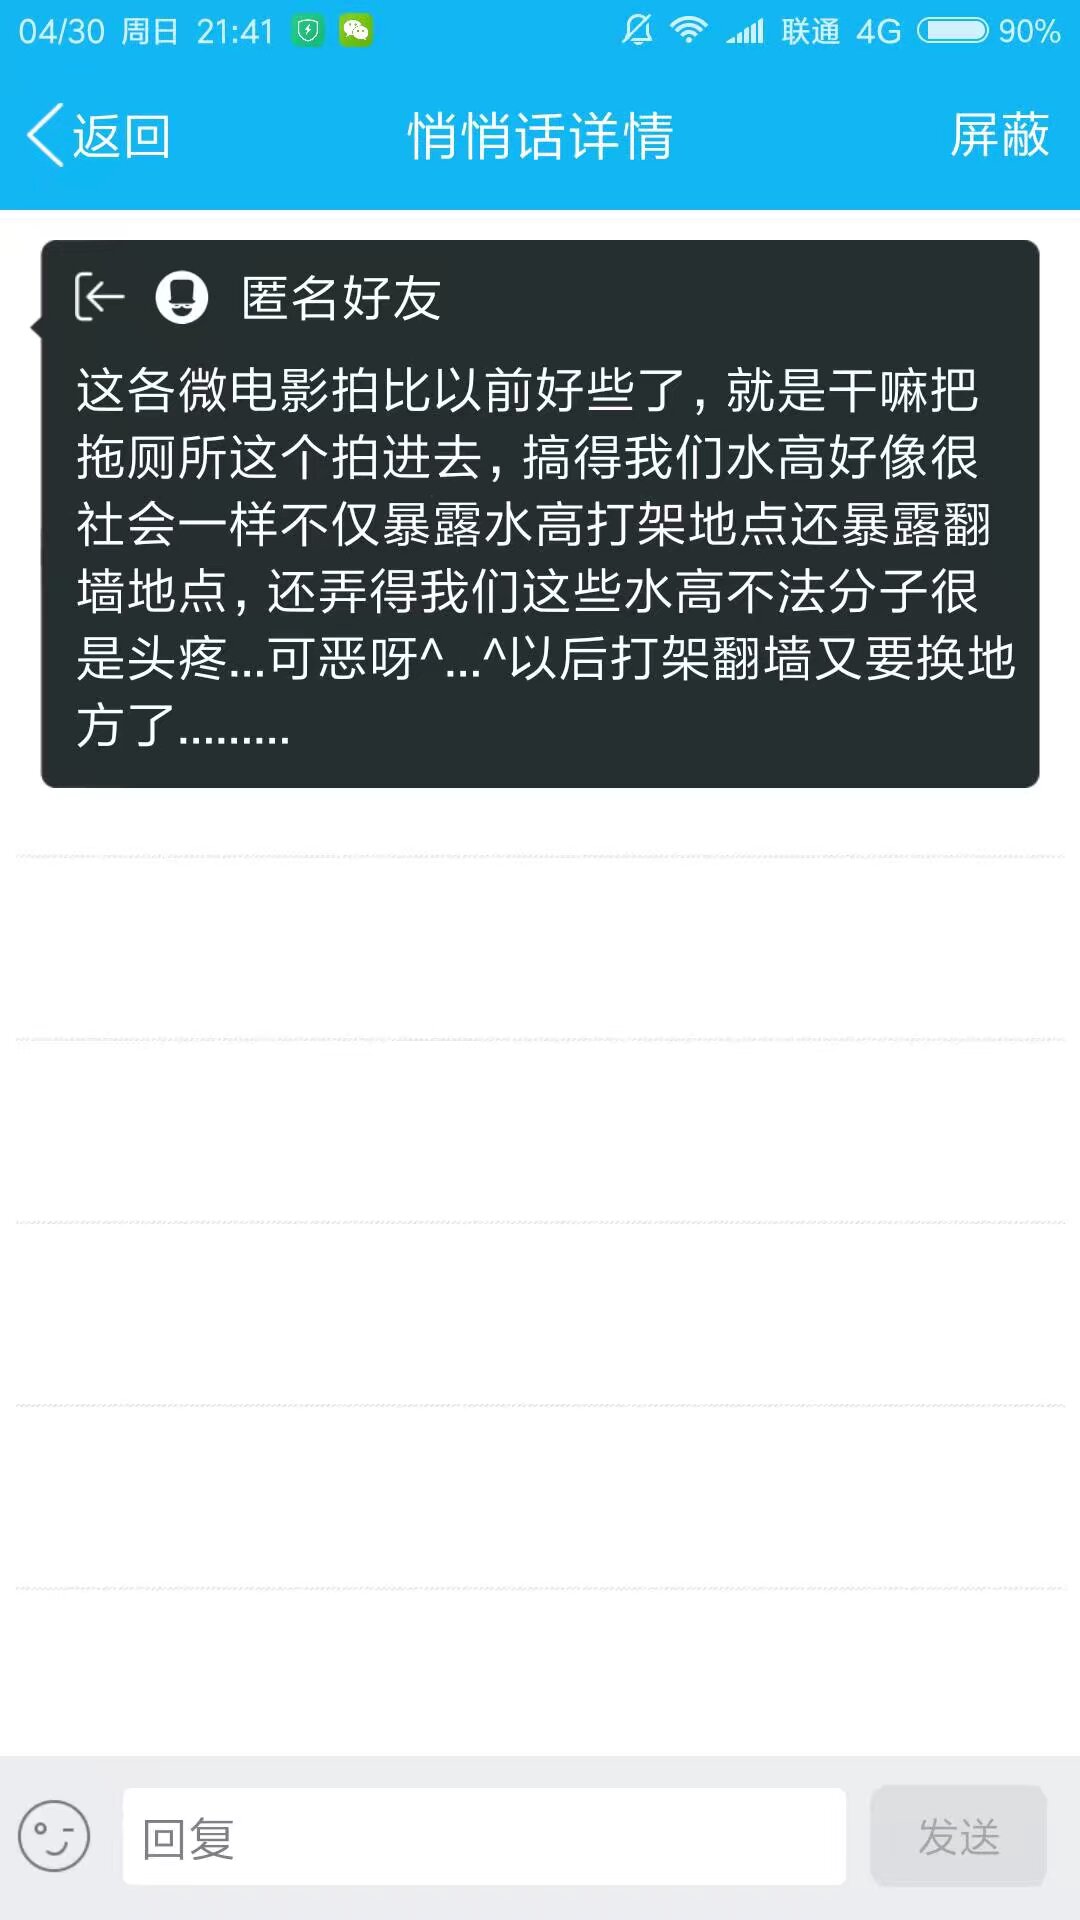 04/30 周日 21:41 联通 4G 90%
返回 悄悄话详情 屏蔽
匿名好友
这各微电影拍比以前好些了, 就是干嘛把
拖厕所这个拍进去, 搞得我们水高好像很
社会一样不仅暴露水高打架地点还暴露翻
墙地点, 还弄得我们这些水高不法分子很
是头疼...可恶呀^...^以后打架翻墙又要换地
方了.........
回复 发送